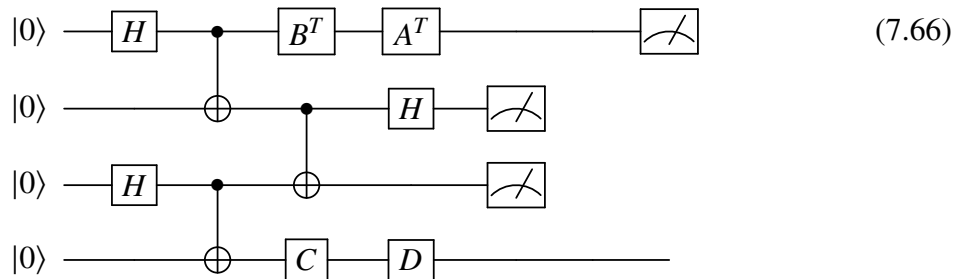 |0⟩ H B^T A^T (7.66)
|0⟩ H
|0⟩ H
|0⟩ C D